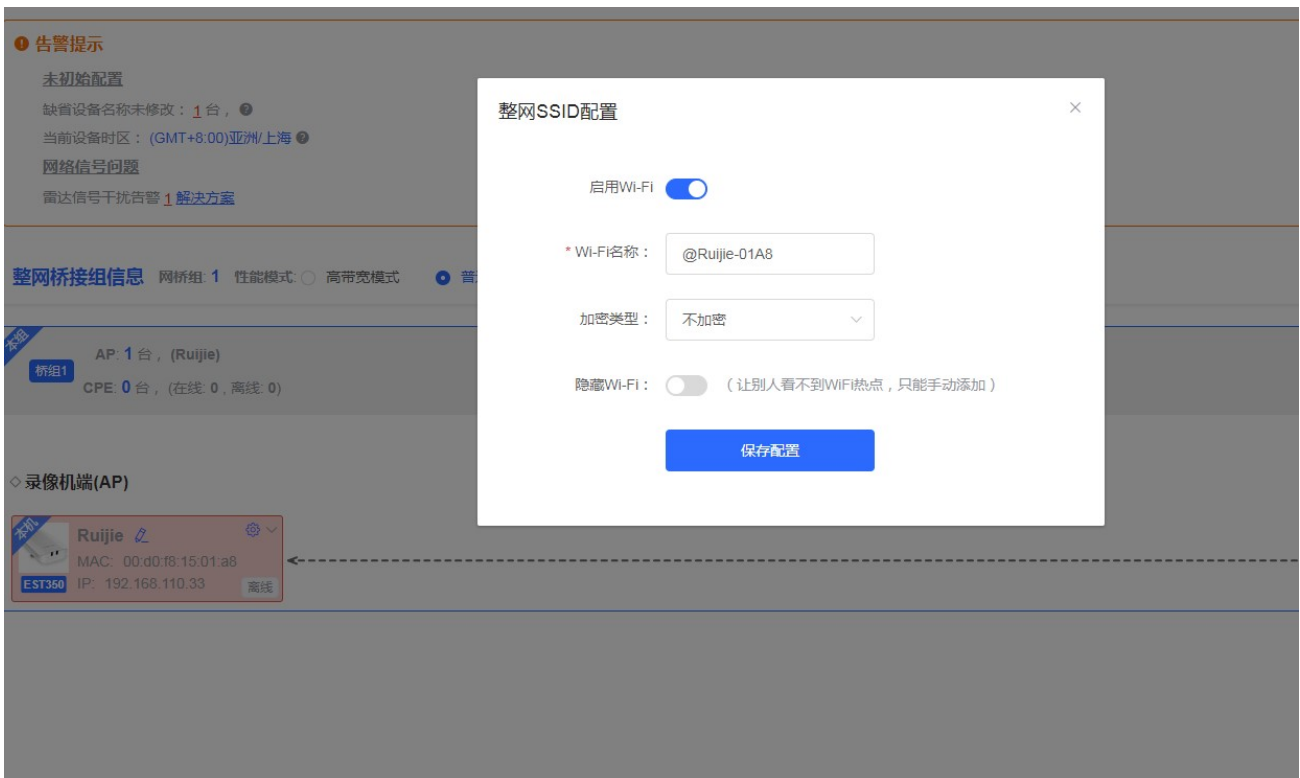 告警提示
未初始配置
缺省设备名称未修改： 1 台，
当前设备时区： (GMT+8:00)亚洲/上海
网络信号问题
雷达信号干扰告警 1 解决方案
整网桥接组信息 网桥组: 1 性能模式: 高带宽模式 普
本组
桥组1
AP: 1 台， (Ruijie)
CPE: 0 台， (在线: 0 , 离线: 0)
录像机端(AP)
本机
Ruijie
MAC: 00:d0:f8:15:01:a8
EST350
IP: 192.168.110.33
离线
整网SSID配置
启用Wi-Fi
* Wi-Fi名称： @Ruijie-01A8
加密类型： 不加密
隐藏Wi-Fi： （让别人看不到WiFi热点，只能手动添加）
保存配置